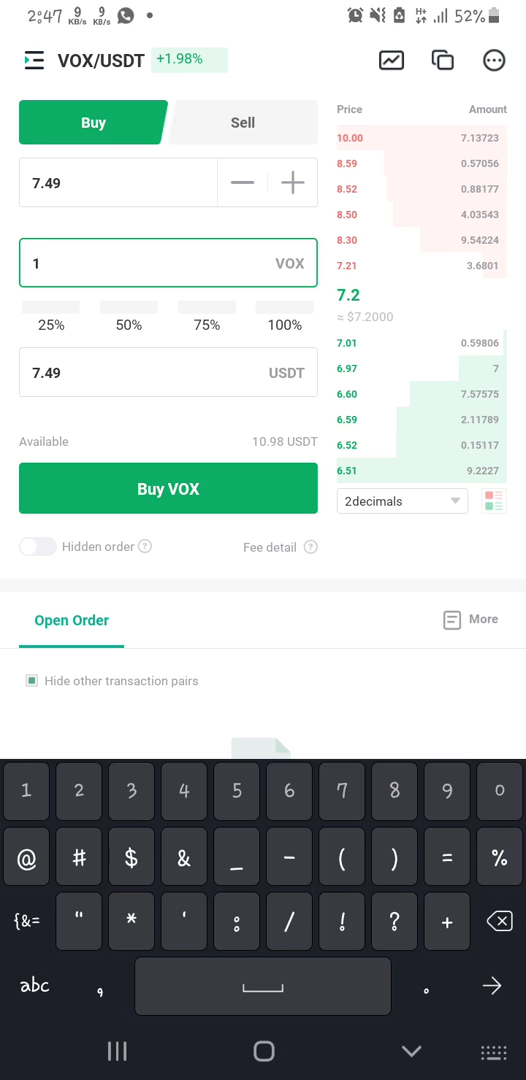 2:47 9 KB/s 9 KB/s 52%
VOX/USDT +1.98%
Buy Sell
7.49
1 VOX
25% 50% 75% 100%
7.49 USDT
Available 10.98 USDT
Buy VOX
Hidden order ? Fee detail ?
Price Amount
10.00 7.13723
8.59 0.57056
8.52 0.88177
8.50 4.03543
8.30 9.54224
7.21 3.6801
7.2
≈ $7.2000
7.01 0.59806
6.97 7
6.60 7.57575
6.59 2.11789
6.52 0.15117
6.51 9.2227
2decimals
Open Order More
Hide other transaction pairs
1 2 3 4 5 6 7 8 9 0
@ # $ & _ - ( ) = %
{&= " * ' : / ! ? +
abc , .